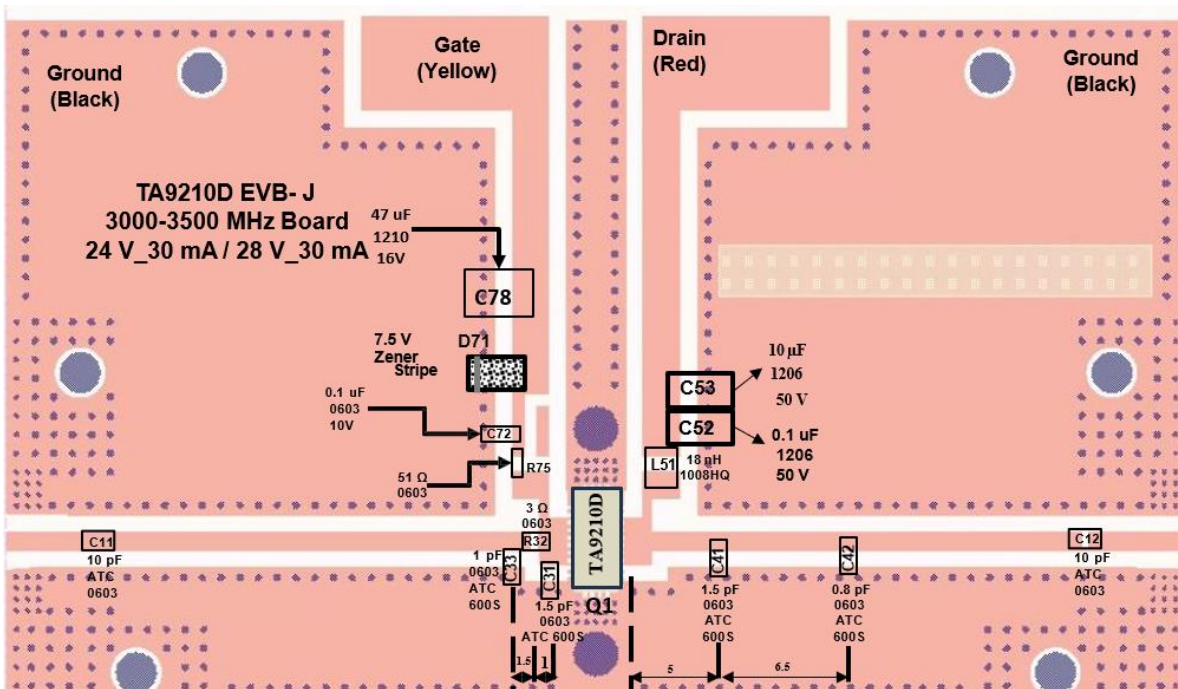 Ground
(Black)
Gate
(Yellow)
Drain
(Red)
Ground
(Black)
TA9210D EVB- J
3000-3500 MHz Board
24 V_30 mA / 28 V_30 mA
47 uF
1210
16V
C78
7.5 V
Zener
Stripe
D71
0.1 uF
0603
10V
C72
51 Ω
0603
R75
C53
10 µF
1206
50 V
C52
0.1 uF
1206
50 V
L51
18 nH
1008HQ
TA9210D
Q1
3 Ω
0603
R32
C11
10 pF
ATC
0603
1 pF
0603
ATC
600S
C33
C31
1.5 pF
0603
ATC 600S
C41
1.5 pF
0603
ATC
600S
C42
0.8 pF
0603
ATC
600S
C12
10 pF
ATC
0603
1.5
1
5
6.5